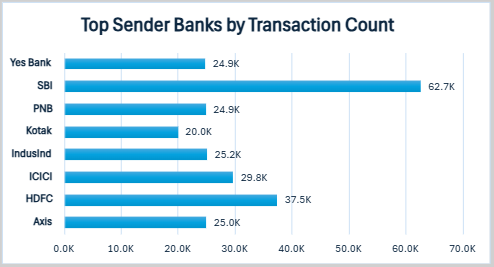 Top Sender Banks by Transaction Count
Yes Bank 24.9K
SBI 62.7K
PNB 24.9K
Kotak 20.0K
IndusInd 25.2K
ICICI 29.8K
HDFC 37.5K
Axis 25.0K
0.0K 10.0K 20.0K 30.0K 40.0K 50.0K 60.0K 70.0K